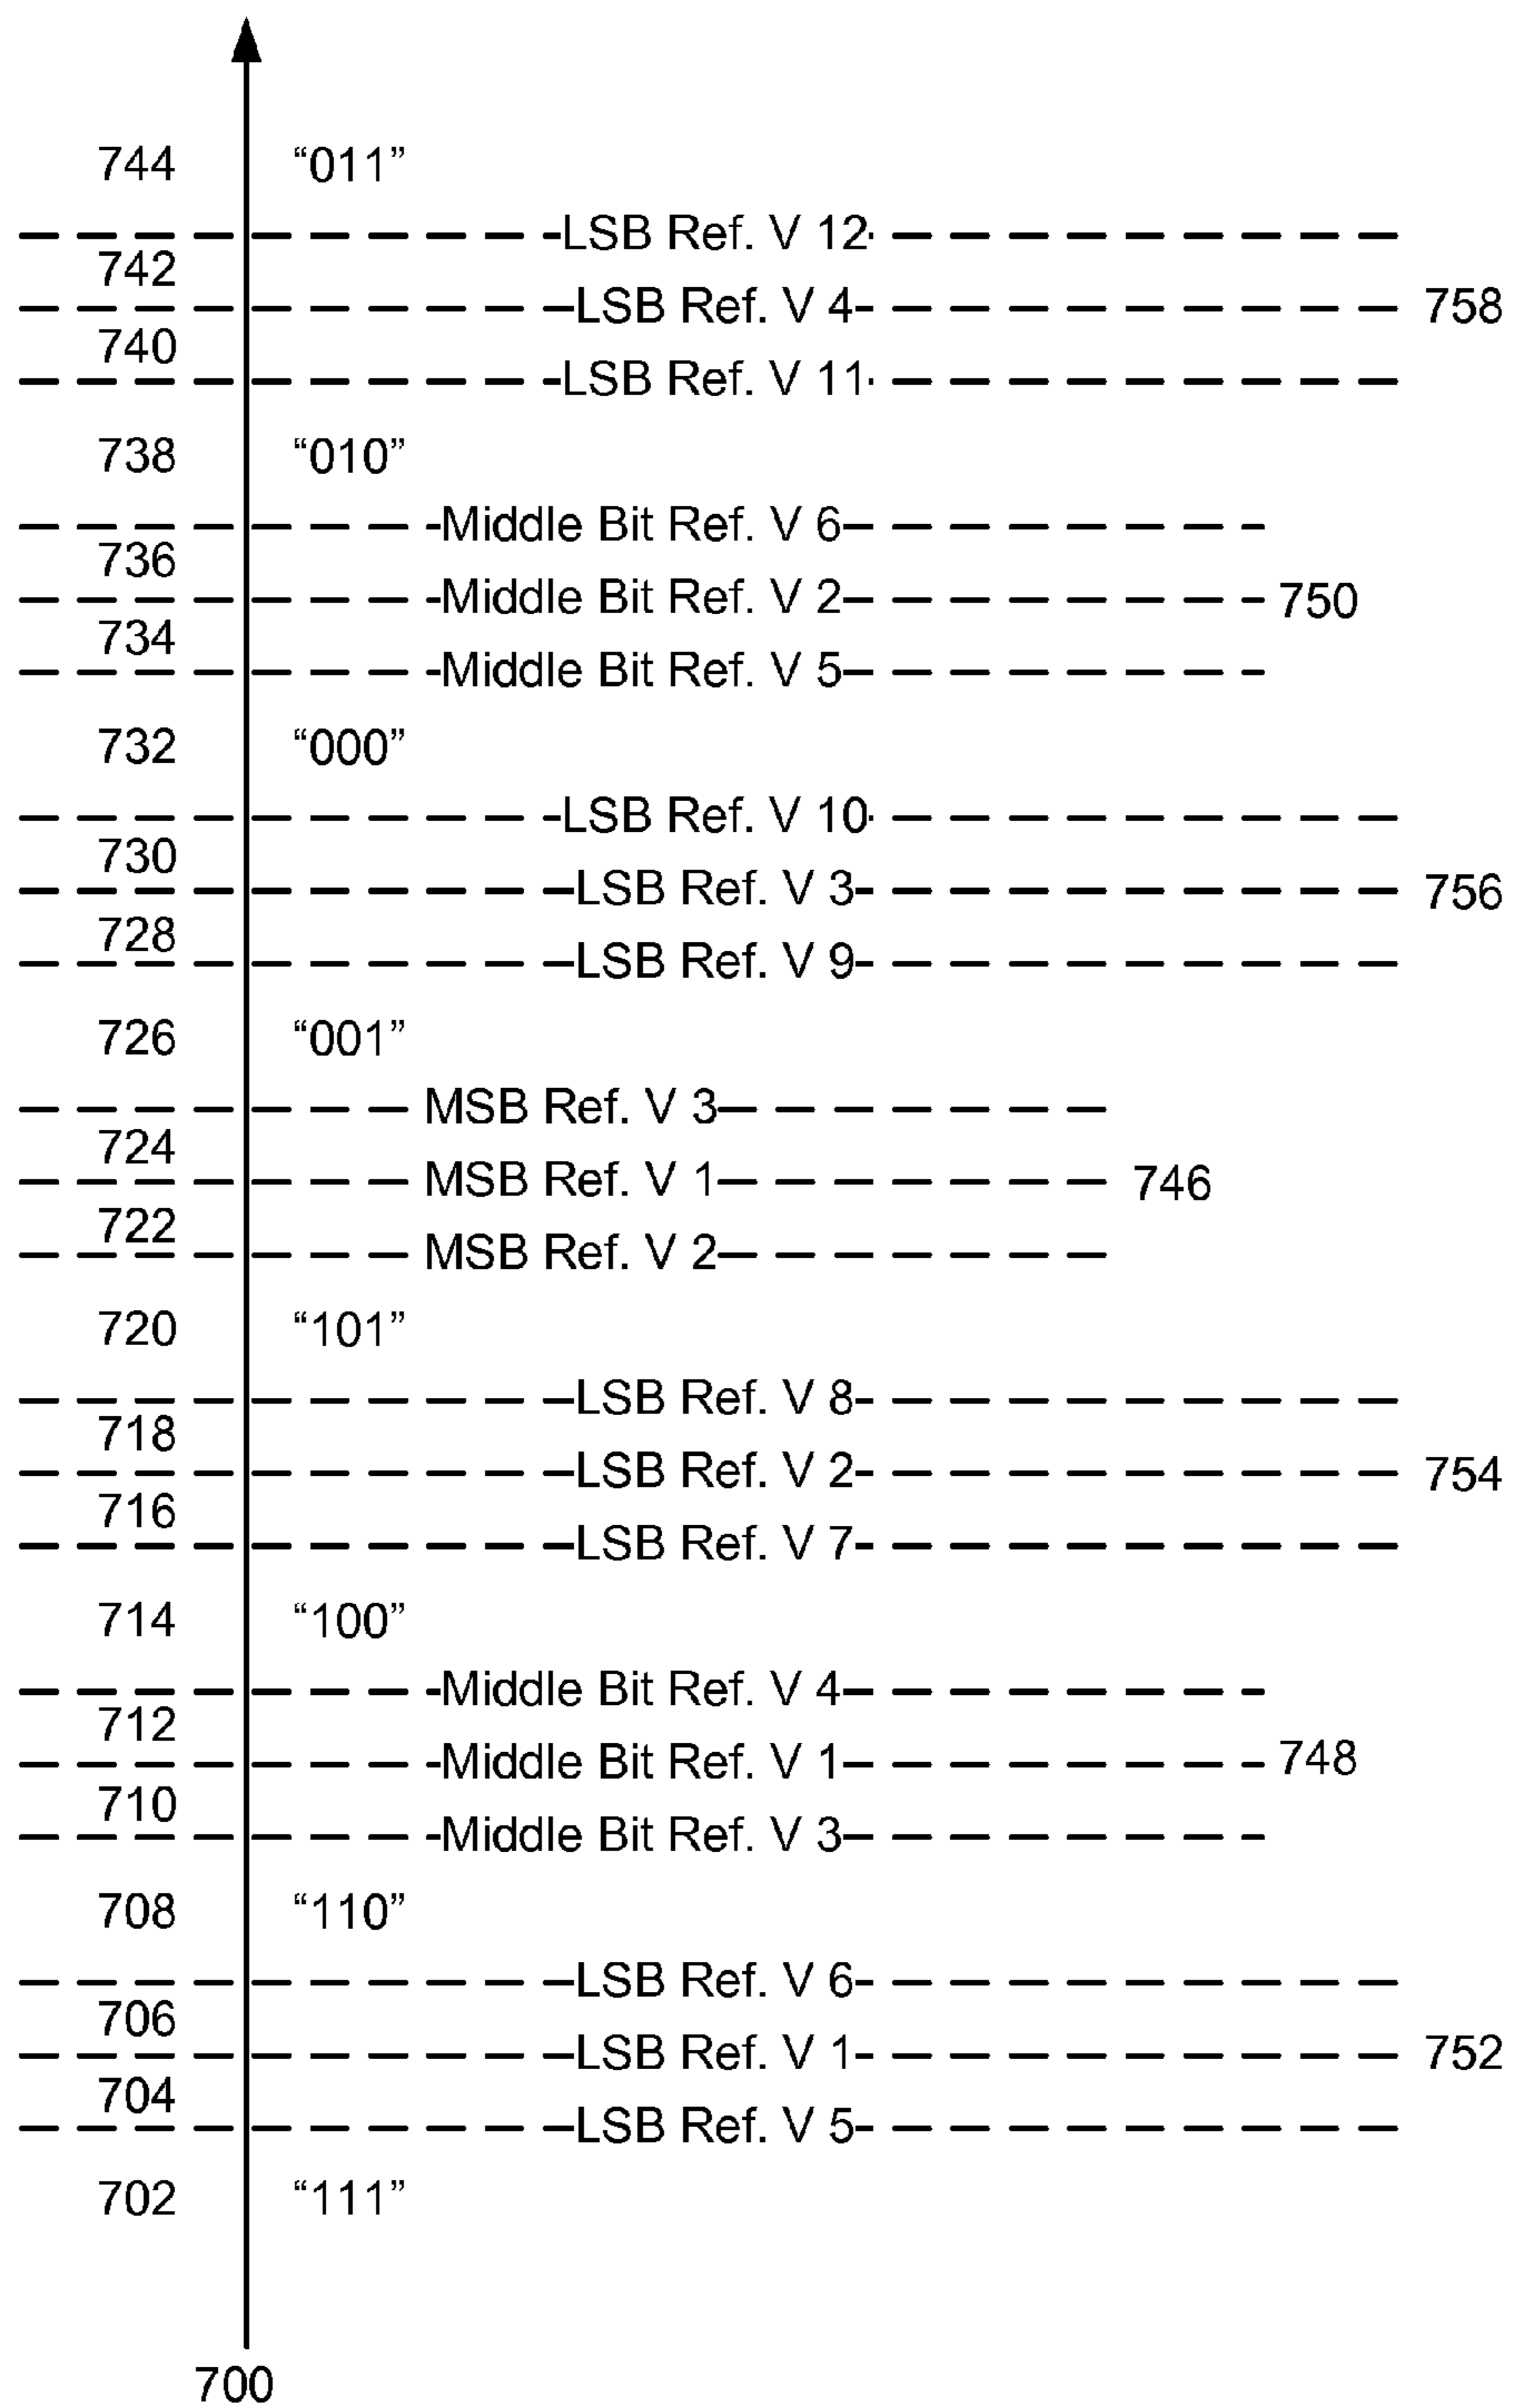 744 “011”
LSB Ref. V 12
742
LSB Ref. V 4 758
740
LSB Ref. V 11
738 “010”
Middle Bit Ref. V 6
736
Middle Bit Ref. V 2 750
734
Middle Bit Ref. V 5
732 “000”
LSB Ref. V 10
730
LSB Ref. V 3 756
728
LSB Ref. V 9
726 “001”
MSB Ref. V 3
724
MSB Ref. V 1 746
722
MSB Ref. V 2
720 “101”
LSB Ref. V 8
718
LSB Ref. V 2 754
716
LSB Ref. V 7
714 “100”
Middle Bit Ref. V 4
712
Middle Bit Ref. V 1 748
710
Middle Bit Ref. V 3
708 “110”
LSB Ref. V 6
706
LSB Ref. V 1 752
704
LSB Ref. V 5
702 “111”
700